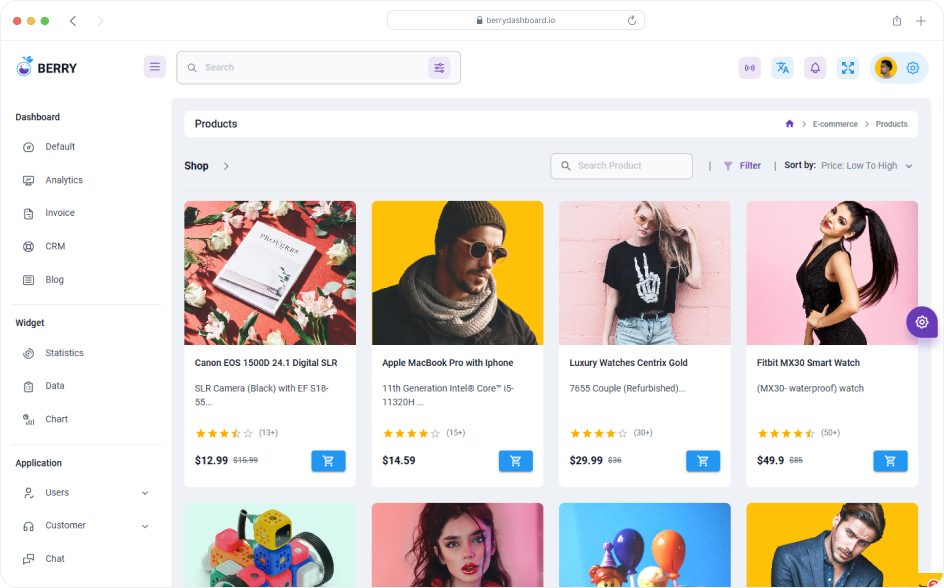 berrydashboard.io
BERRY
Search
Dashboard
Default
Analytics
Invoice
CRM
Blog
Widget
Statistics
Data
Chart
Application
Users
Customer
Chat
Products
E-commerce
Products
Shop
Search Product
| Filter | Sort by: Price: Low To High
PROVERBS
Canon EOS 1500D 24.1 Digital SLR
SLR Camera (Black) with EF S18-
55...
(13+)
$12.99 $15.99
Apple MacBook Pro with Iphone
11th Generation Intel® Core™ i5-
11320H ...
(15+)
$14.59
Luxury Watches Centrix Gold
7655 Couple (Refurbished)...
(30+)
$29.99 $36
Fitbit MX30 Smart Watch
(MX30- waterproof) watch
(50+)
$49.9 $85